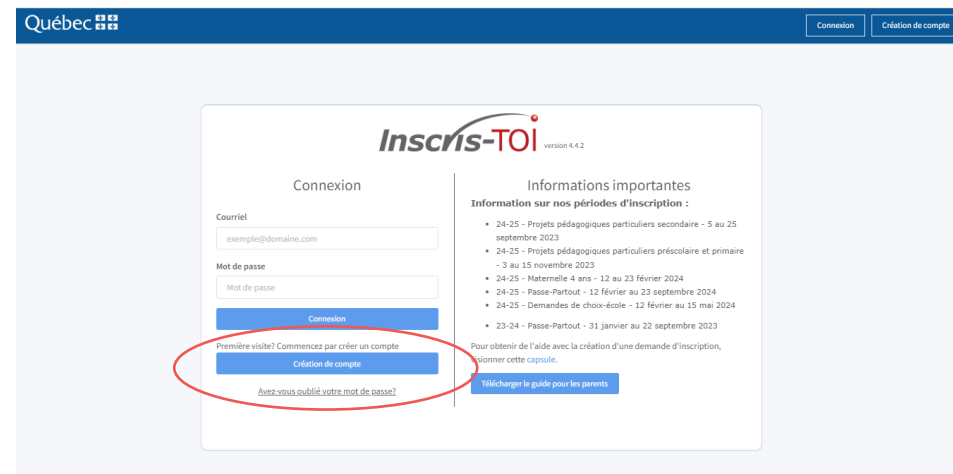 Québec
Connexion
Création de compte
Inscris-TOI version 4.4.2
Connexion
Courriel
exemple@domaine.com
Mot de passe
Mot de passe
Connexion
Première visite? Commencez par créer un compte
Création de compte
Avez-vous oublié votre mot de passe?
Informations importantes
Information sur nos périodes d'inscription :
24-25 - Projets pédagogiques particuliers secondaire - 5 au 25
septembre 2023
24-25 - Projets pédagogiques particuliers préscolaire et primaire
- 3 au 15 novembre 2023
24-25 - Maternelle 4 ans - 12 au 23 février 2024
24-25 - Passe-Partout - 12 février au 23 septembre 2024
24-25 - Demandes de choix-école - 12 février au 15 mai 2024
23-24 - Passe-Partout - 31 janvier au 22 septembre 2023
Pour obtenir de l'aide avec la création d'une demande d'inscription,
visionner cette capsule.
Télécharger le guide pour les parents